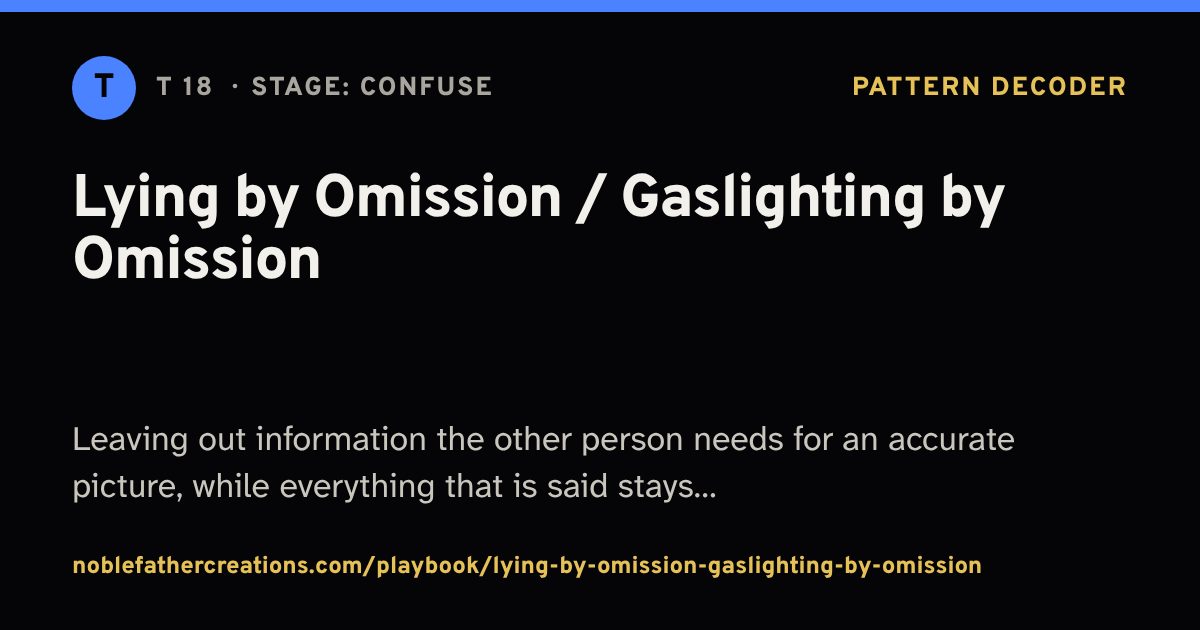 T
T 18 · STAGE: CONFUSE
PATTERN DECODER
Lying by Omission / Gaslighting by
Omission
Leaving out information the other person needs for an accurate
picture, while everything that is said stays...
noblefathercreations.com/playbook/lying-by-omission-gaslighting-by-omission